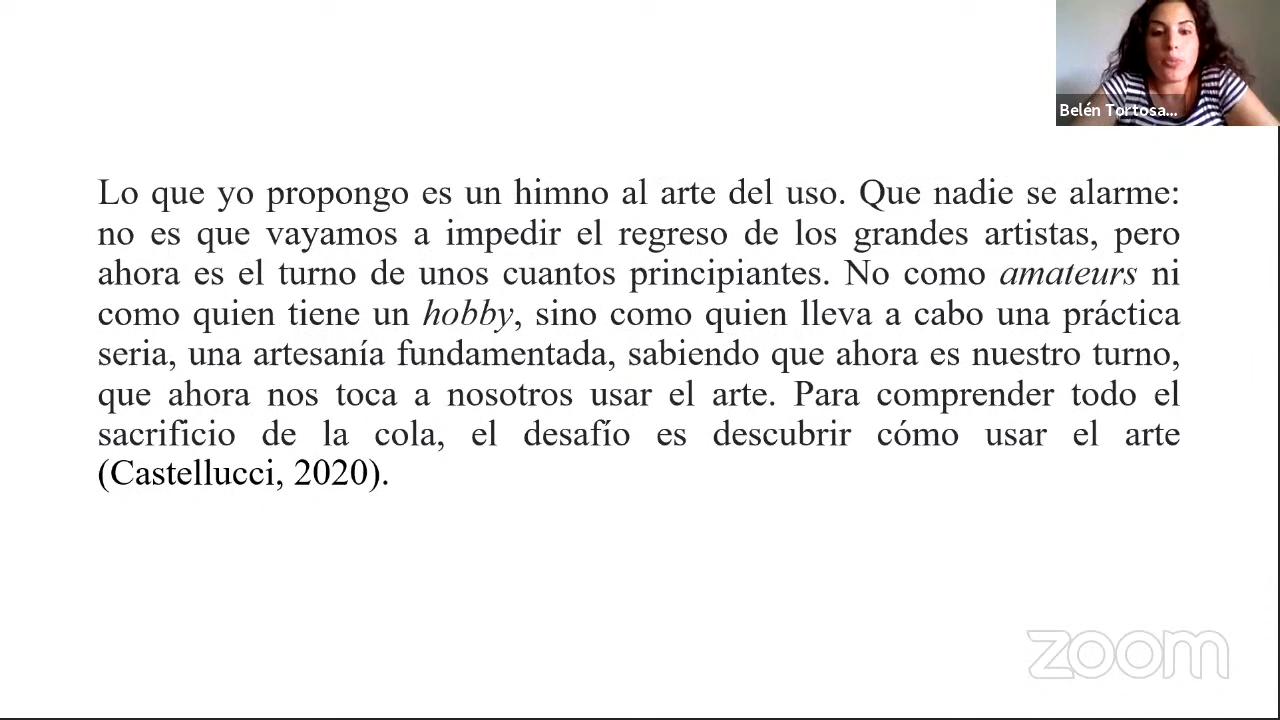 Belén Tortosa...
Lo que yo propongo es un himno al arte del uso. Que nadie se alarme:
no es que vayamos a impedir el regreso de los grandes artistas, pero
ahora es el turno de unos cuantos principiantes. No como amateurs ni
como quien tiene un hobby, sino como quien lleva a cabo una práctica
seria, una artesanía fundamentada, sabiendo que ahora es nuestro turno,
que ahora nos toca a nosotros usar el arte. Para comprender todo el
sacrificio de la cola, el desafío es descubrir cómo usar el arte
(Castellucci, 2020).
zoom